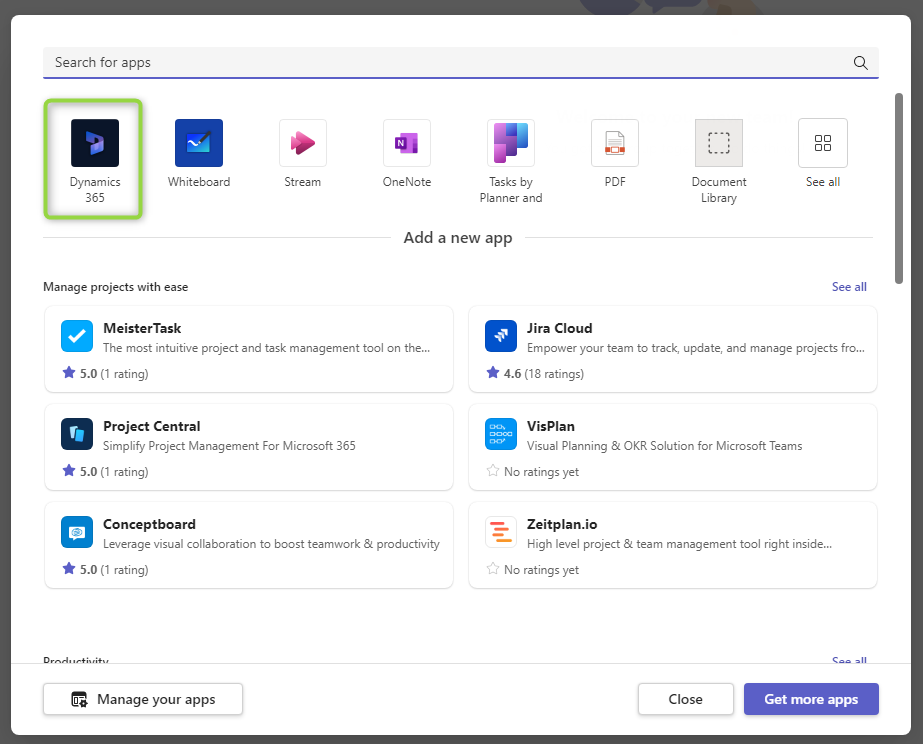 Search for apps
Dynamics
365
Whiteboard
Stream
OneNote
Tasks by
Planner and
PDF
Document
Library
See all
Add a new app
Manage projects with ease
See all
MeisterTask
The most intuitive project and task management tool on the...
5.0 (1 rating)
Jira Cloud
Empower your team to track, update, and manage projects fro...
4.6 (18 ratings)
Project Central
Simplify Project Management For Microsoft 365
5.0 (1 rating)
VisPlan
Visual Planning & OKR Solution for Microsoft Teams
No ratings yet
Conceptboard
Leverage visual collaboration to boost teamwork & productivity
5.0 (1 rating)
Zeitplan.io
High level project & team management tool right inside...
No ratings yet
Productivity
See all
Manage your apps
Close
Get more apps